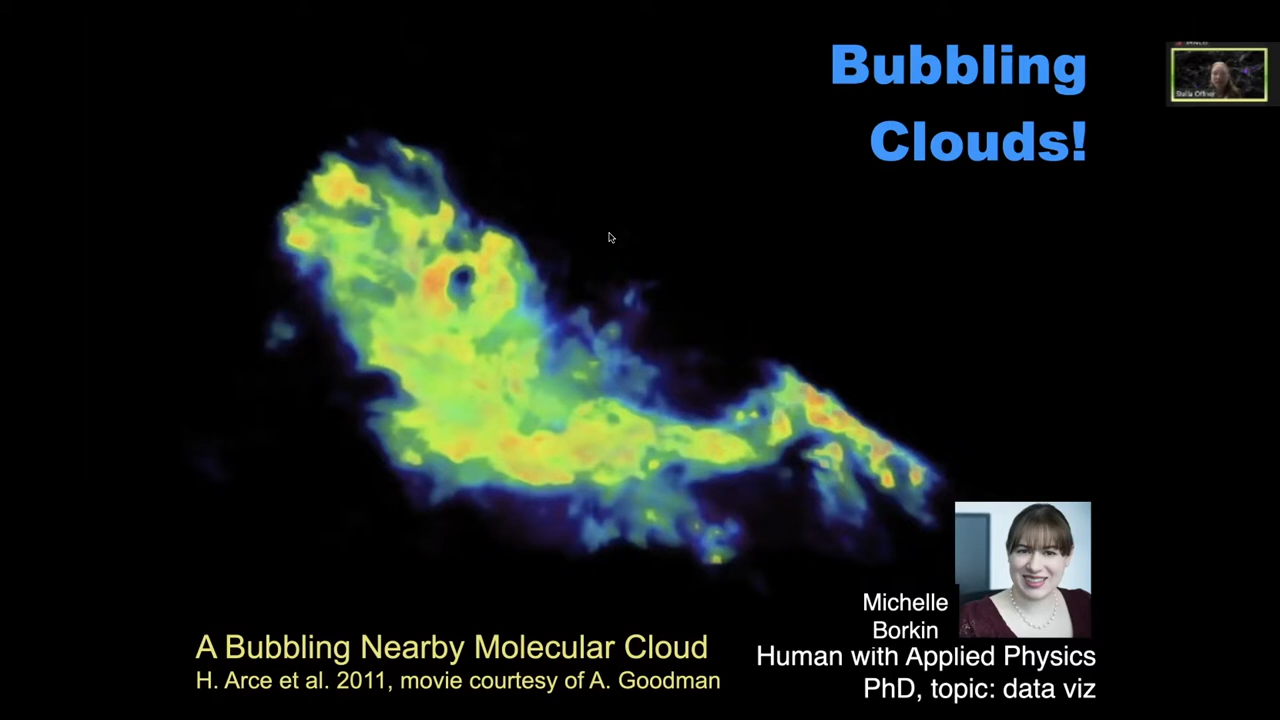 Bubbling
Clouds!
Michelle
Borkin
A Bubbling Nearby Molecular Cloud
H. Arce et al. 2011, movie courtesy of A. Goodman
Human with Applied Physics
PhD, topic: data viz